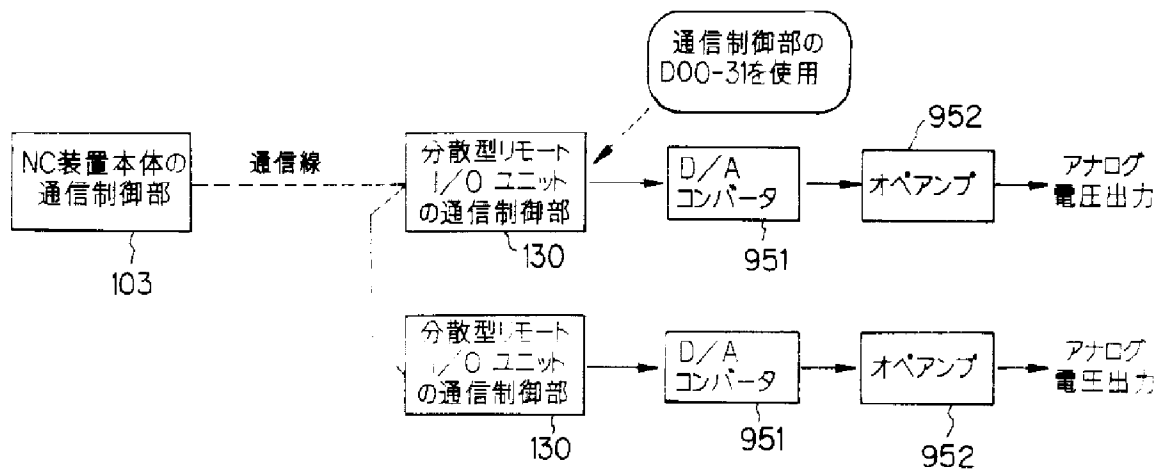 通信制御部の
DO0-31を使用
952
NC装置本体の
通信制御部
通信線
分散型リモート
I/O ユニット
の通信制御部
D/A
コンバータ
オペアンプ
アナログ
電圧出力
103
130
951
分散型リモート
I/O ユニット
の通信制御部
D/A
コンバータ
オペアンプ
アナログ
電圧出力
130
951
952